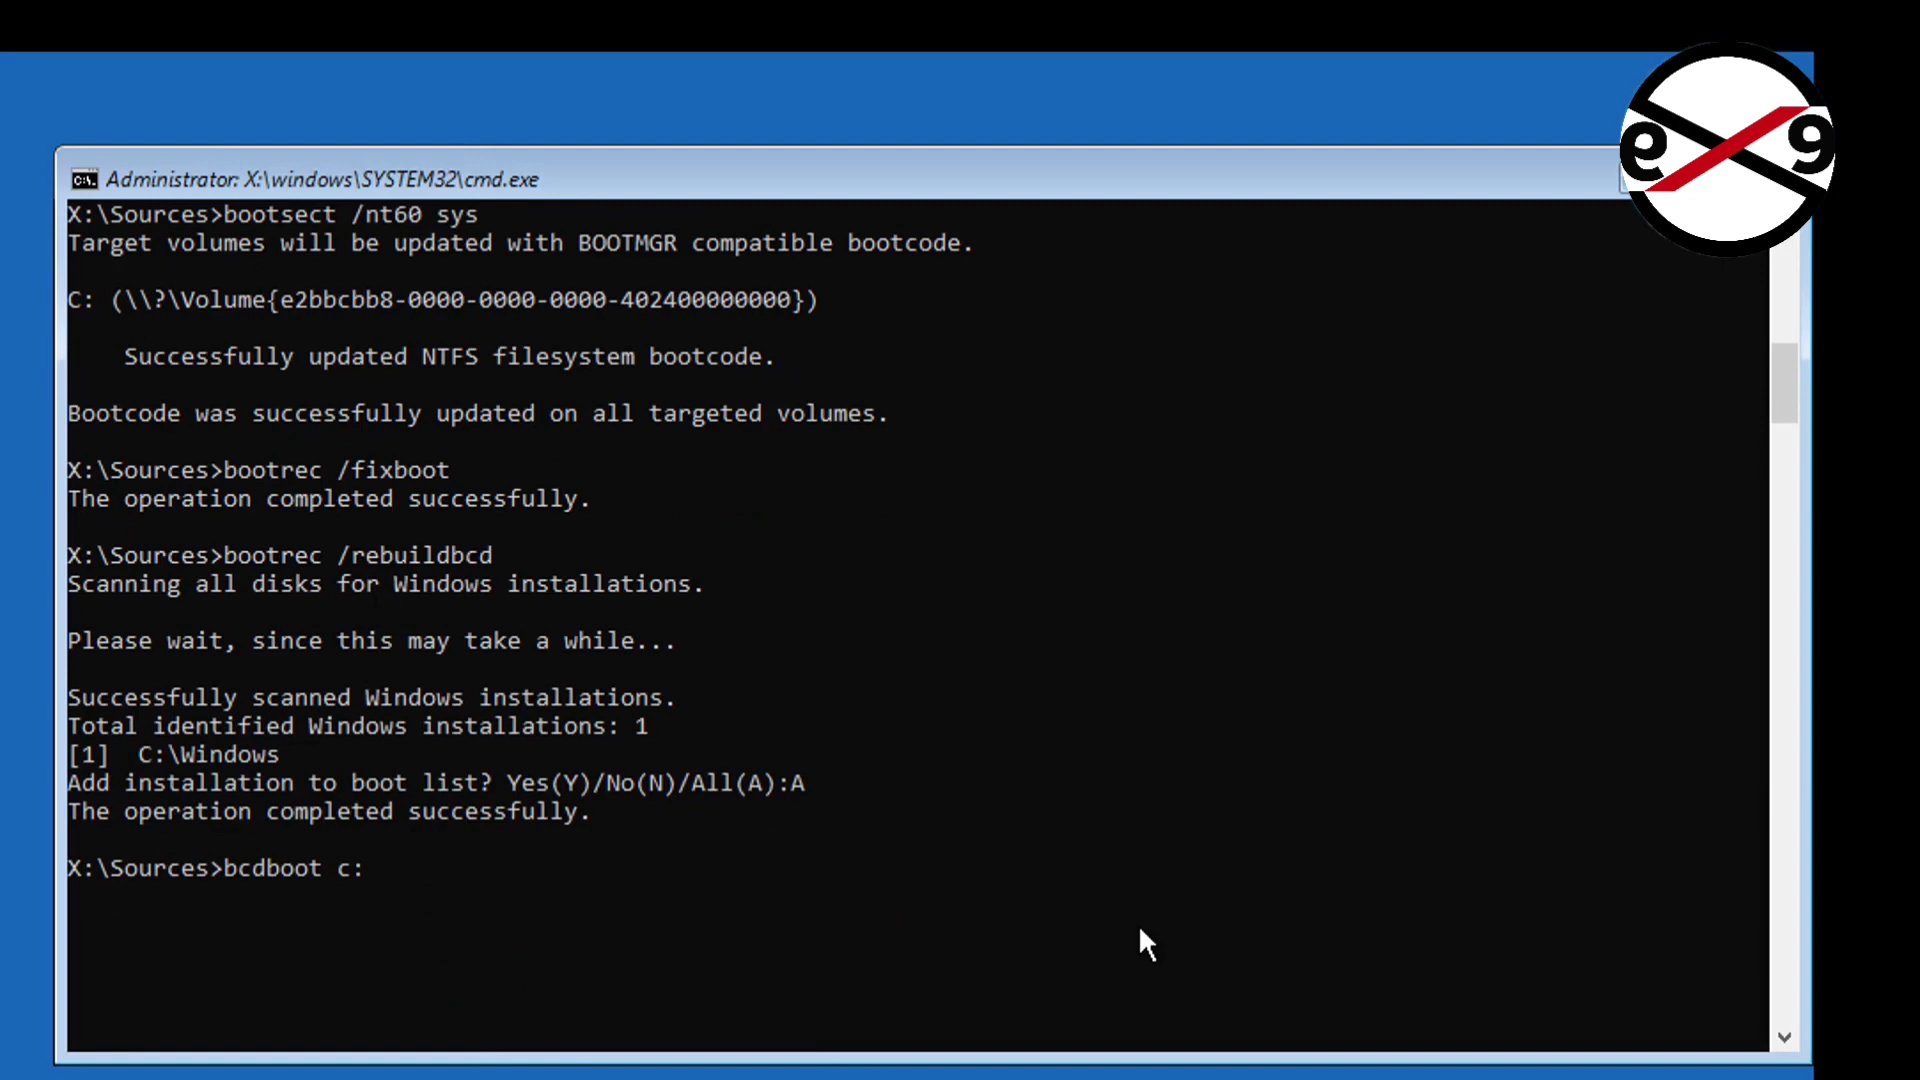 Administrator: X:\windows\SYSTEM32\cmd.exe
X:\Sources>bootsect /nt60 sys
Target volumes will be updated with BOOTMGR compatible bootcode.
C: (\\?\Volume{e2bbcbb8-0000-0000-0000-402400000000})
Successfully updated NTFS filesystem bootcode.
Bootcode was successfully updated on all targeted volumes.
X:\Sources>bootrec /fixboot
The operation completed successfully.
X:\Sources>bootrec /rebuildbcd
Scanning all disks for Windows installations.
Please wait, since this may take a while...
Successfully scanned Windows installations.
Total identified Windows installations: 1
[1]  C:\Windows
Add installation to boot list? Yes(Y)/No(N)/All(A):A
The operation completed successfully.
X:\Sources>bcdboot c:
e 9